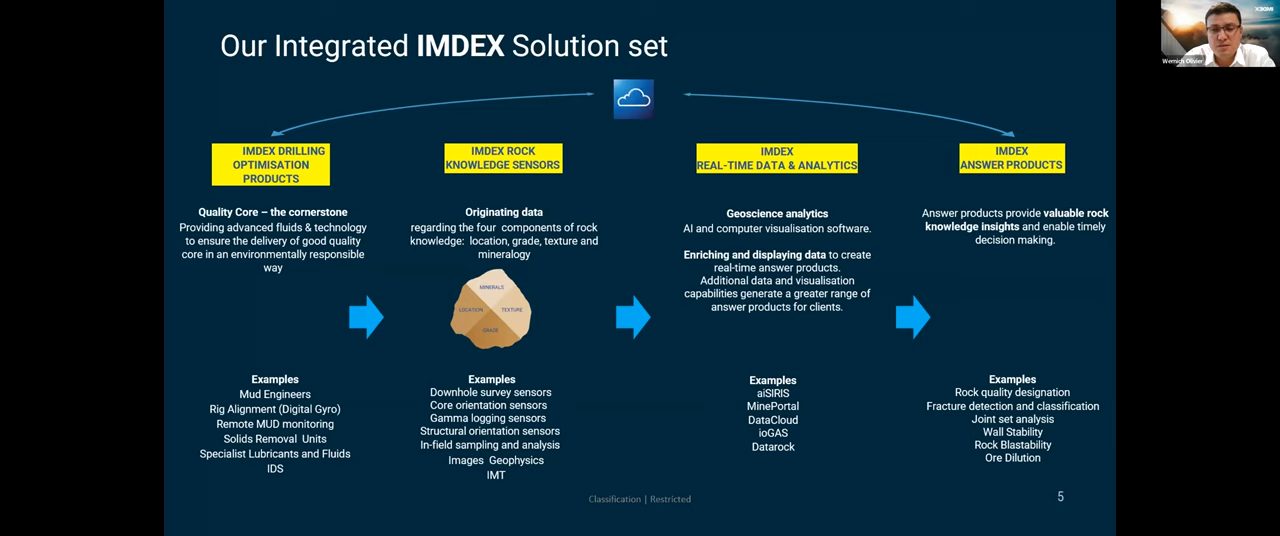 Our Integrated IMDEX Solution set
IMDEX DRILLING
OPTIMISATION
PRODUCTS
Quality Core – the cornerstone
Providing advanced fluids & technology
to ensure the delivery of good quality
core in an environmentally responsible
way
Examples
Mud Engineers
Rig Alignment (Digital Gyro)
Remote MUD monitoring
Solids Removal Units
Specialist Lubricants and Fluids
IDS
IMDEX ROCK
KNOWLEDGE SENSORS
Originating data
regarding the four components of rock
knowledge: location, grade, texture and
mineralogy
MINERALS
LOCATION
TEXTURE
GRADE
Examples
Downhole survey sensors
Core orientation sensors
Gamma logging sensors
Structural orientation sensors
In-field sampling and analysis
Images Geophysics
IMT
IMDEX
REAL-TIME DATA & ANALYTICS
Geoscience analytics
AI and computer visualisation software.
Enriching and displaying data to create
real-time answer products.
Additional data and visualisation
capabilities generate a greater range of
answer products for clients.
Examples
aiSIRIS
MinePortal
DataCloud
ioGAS
Datarock
IMDEX
ANSWER PRODUCTS
Answer products provide valuable rock
knowledge insights and enable timely
decision making.
Examples
Rock quality designation
Fracture detection and classification
Joint set analysis
Wall Stability
Rock Blastability
Ore Dilution
Classification | Restricted
5
IMDEX
Wernich Olivier